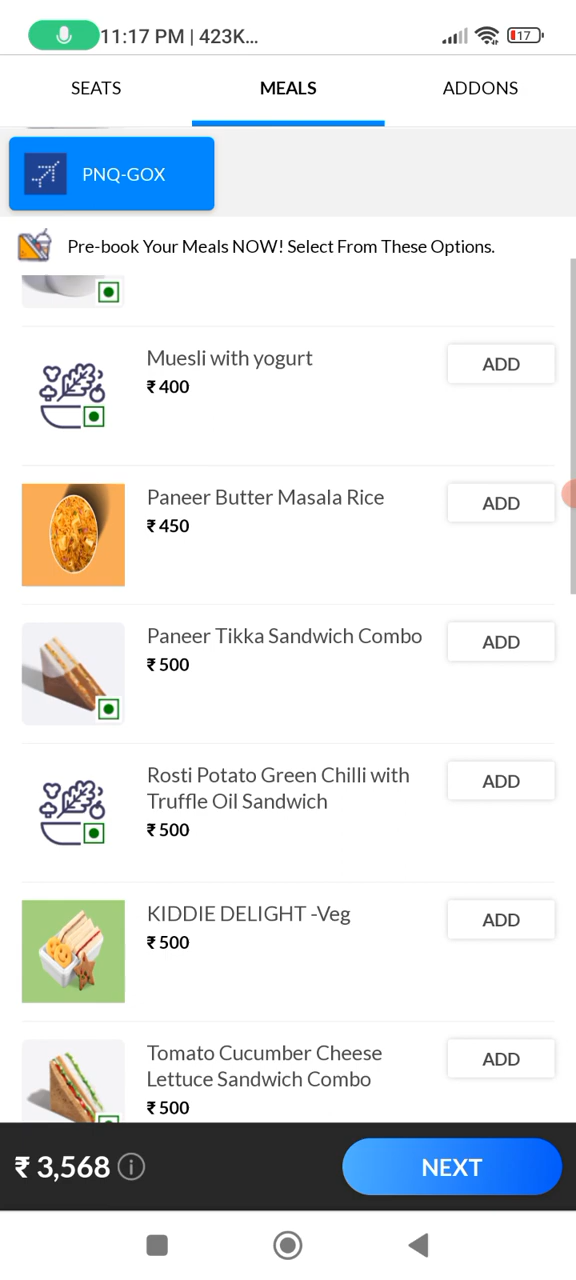 11:17 PM | 423K...
17
SEATS
MEALS
ADDONS
PNQ-GOX
Pre-book Your Meals NOW! Select From These Options.
Muesli with yogurt
ADD
₹ 400
Paneer Butter Masala Rice
ADD
₹ 450
Paneer Tikka Sandwich Combo
ADD
₹ 500
Rosti Potato Green Chilli with
Truffle Oil Sandwich
ADD
₹ 500
KIDDIE DELIGHT -Veg
ADD
₹ 500
Tomato Cucumber Cheese
Lettuce Sandwich Combo
ADD
₹ 500
₹ 3,568
NEXT